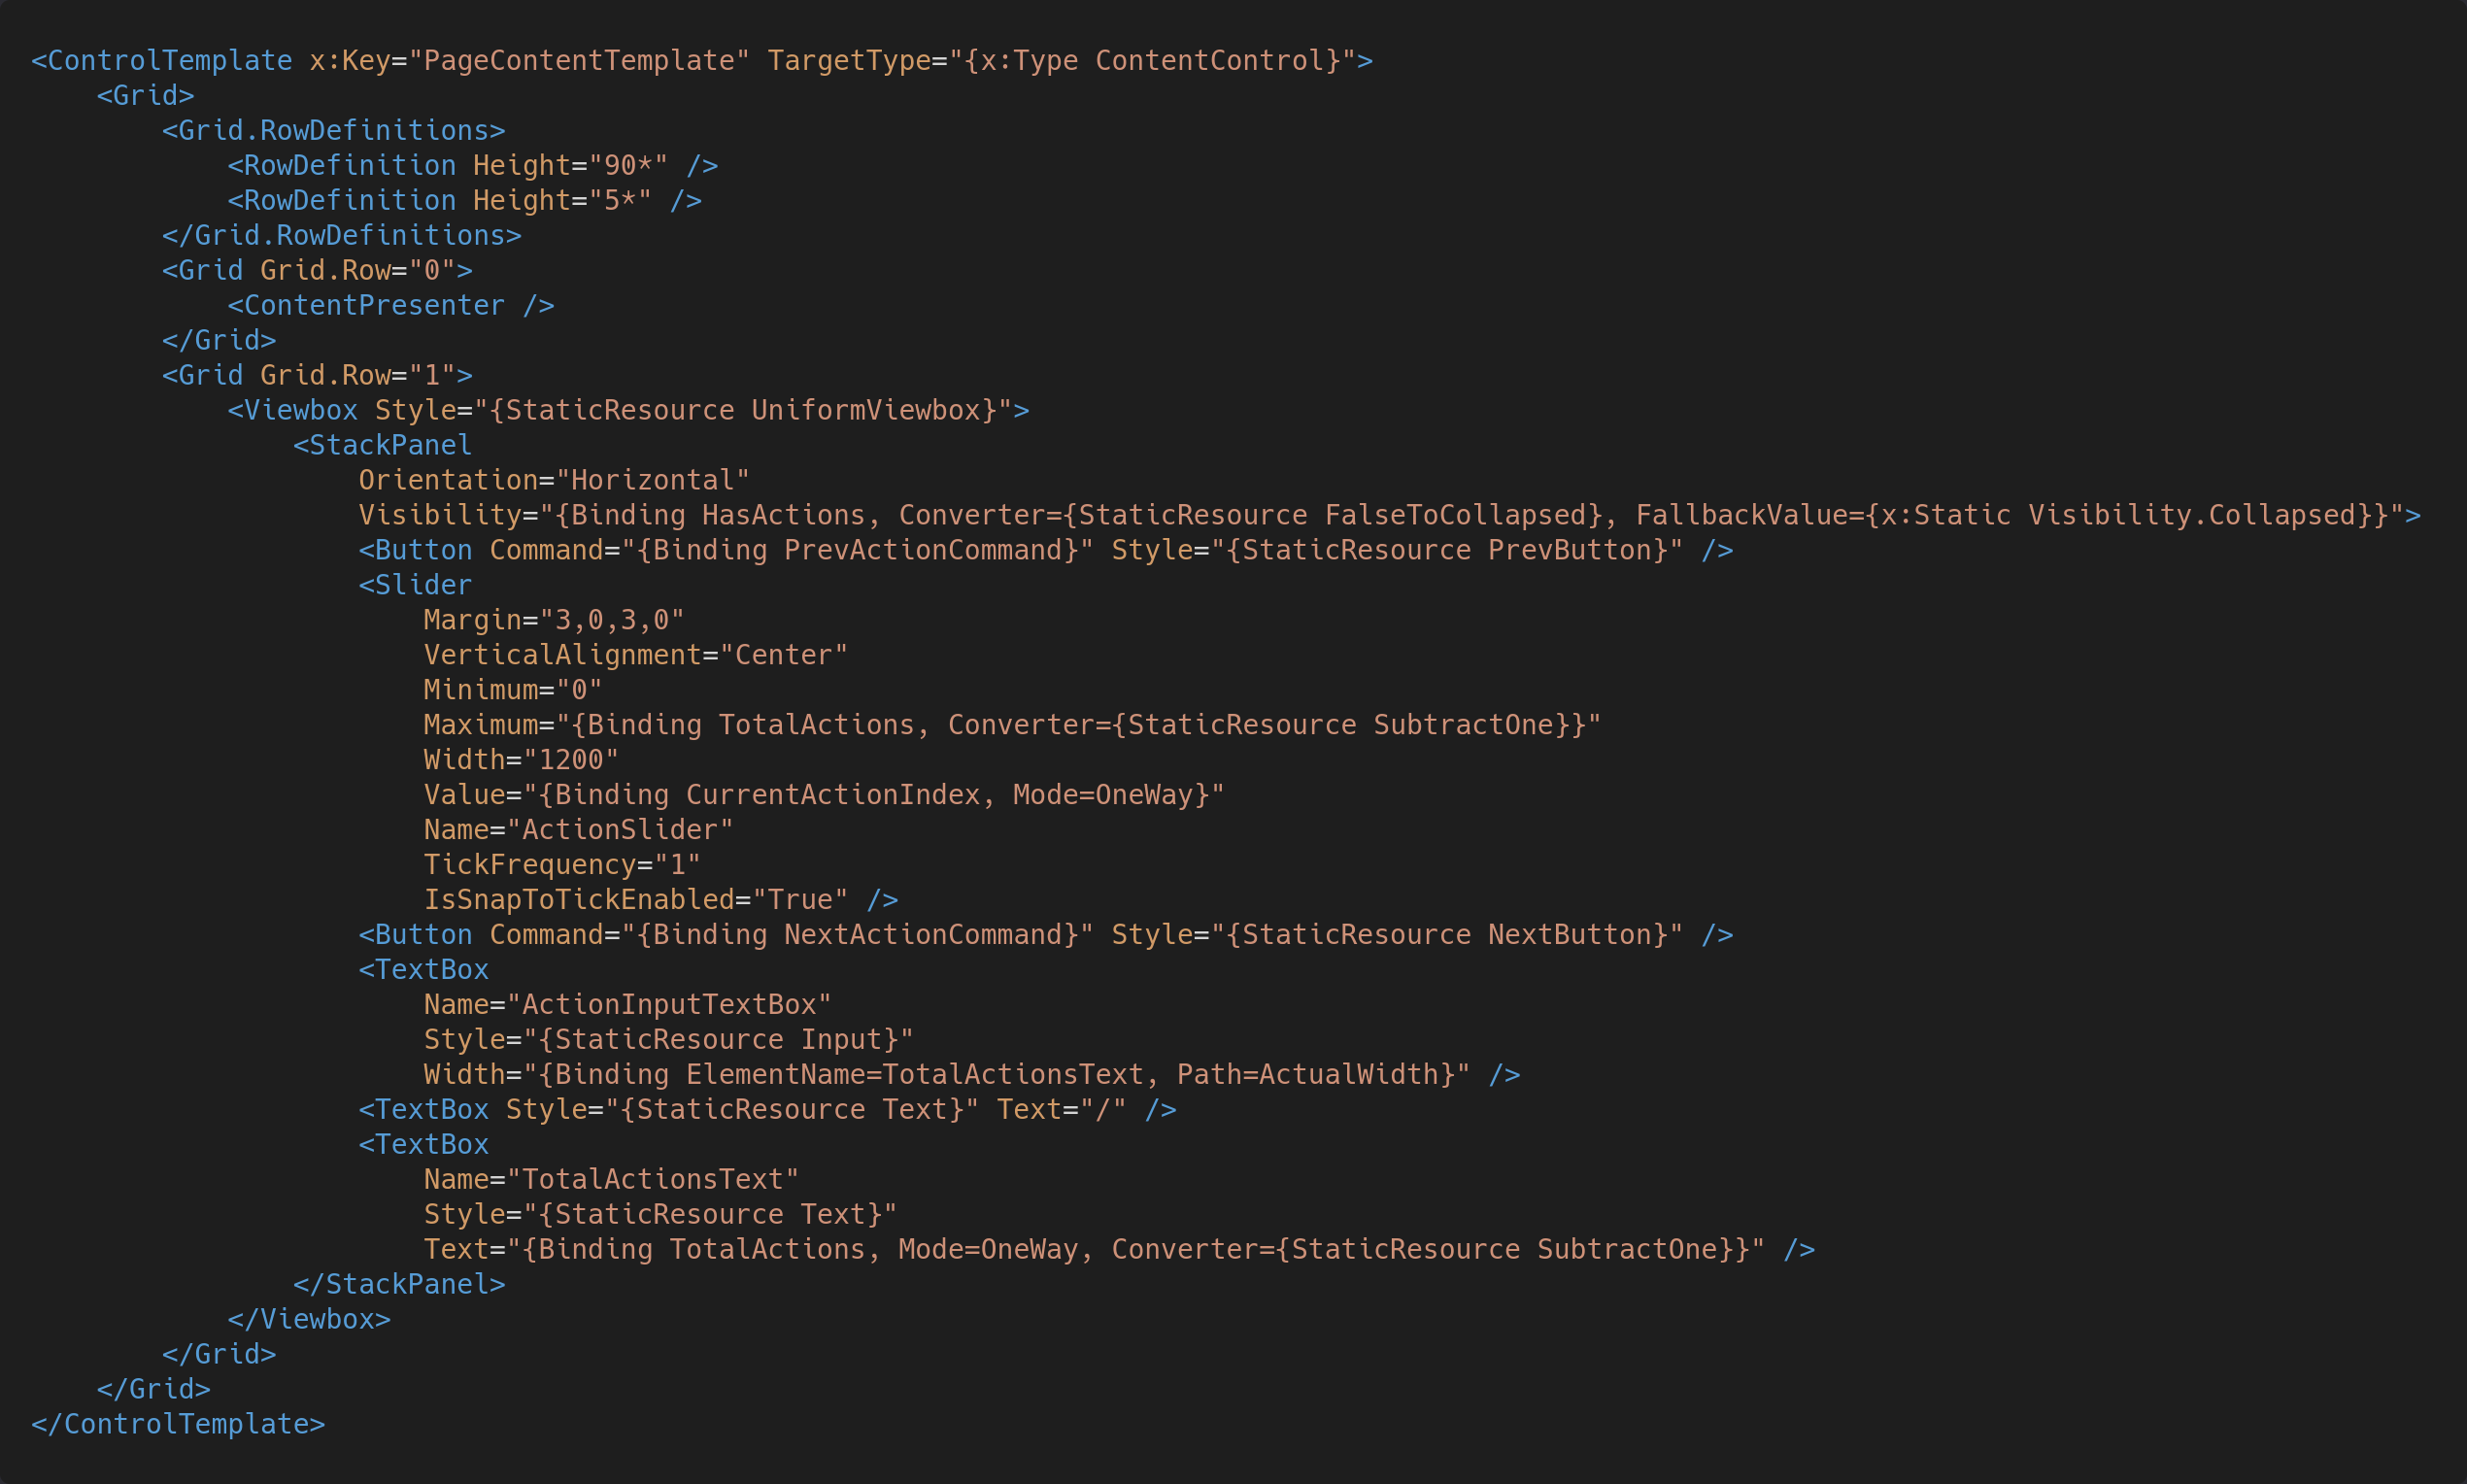 <ControlTemplate x:Key="PageContentTemplate" TargetType="{x:Type ContentControl}">
    <Grid>
        <Grid.RowDefinitions>
            <RowDefinition Height="90*" />
            <RowDefinition Height="5*" />
        </Grid.RowDefinitions>
        <Grid Grid.Row="0">
            <ContentPresenter />
        </Grid>
        <Grid Grid.Row="1">
            <Viewbox Style="{StaticResource UniformViewbox}">
                <StackPanel
                    Orientation="Horizontal"
                    Visibility="{Binding HasActions, Converter={StaticResource FalseToCollapsed}, FallbackValue={x:Static Visibility.Collapsed}}">
                    <Button Command="{Binding PrevActionCommand}" Style="{StaticResource PrevButton}" />
                    <Slider
                        Margin="3,0,3,0"
                        VerticalAlignment="Center"
                        Minimum="0"
                        Maximum="{Binding TotalActions, Converter={StaticResource SubtractOne}}"
                        Width="1200"
                        Value="{Binding CurrentActionIndex, Mode=OneWay}"
                        Name="ActionSlider"
                        TickFrequency="1"
                        IsSnapToTickEnabled="True" />
                    <Button Command="{Binding NextActionCommand}" Style="{StaticResource NextButton}" />
                    <TextBox
                        Name="ActionInputTextBox"
                        Style="{StaticResource Input}"
                        Width="{Binding ElementName=TotalActionsText, Path=ActualWidth}" />
                    <TextBox Style="{StaticResource Text}" Text="/" />
                    <TextBox
                        Name="TotalActionsText"
                        Style="{StaticResource Text}"
                        Text="{Binding TotalActions, Mode=OneWay, Converter={StaticResource SubtractOne}}" />
                </StackPanel>
            </Viewbox>
        </Grid>
    </Grid>
</ControlTemplate>